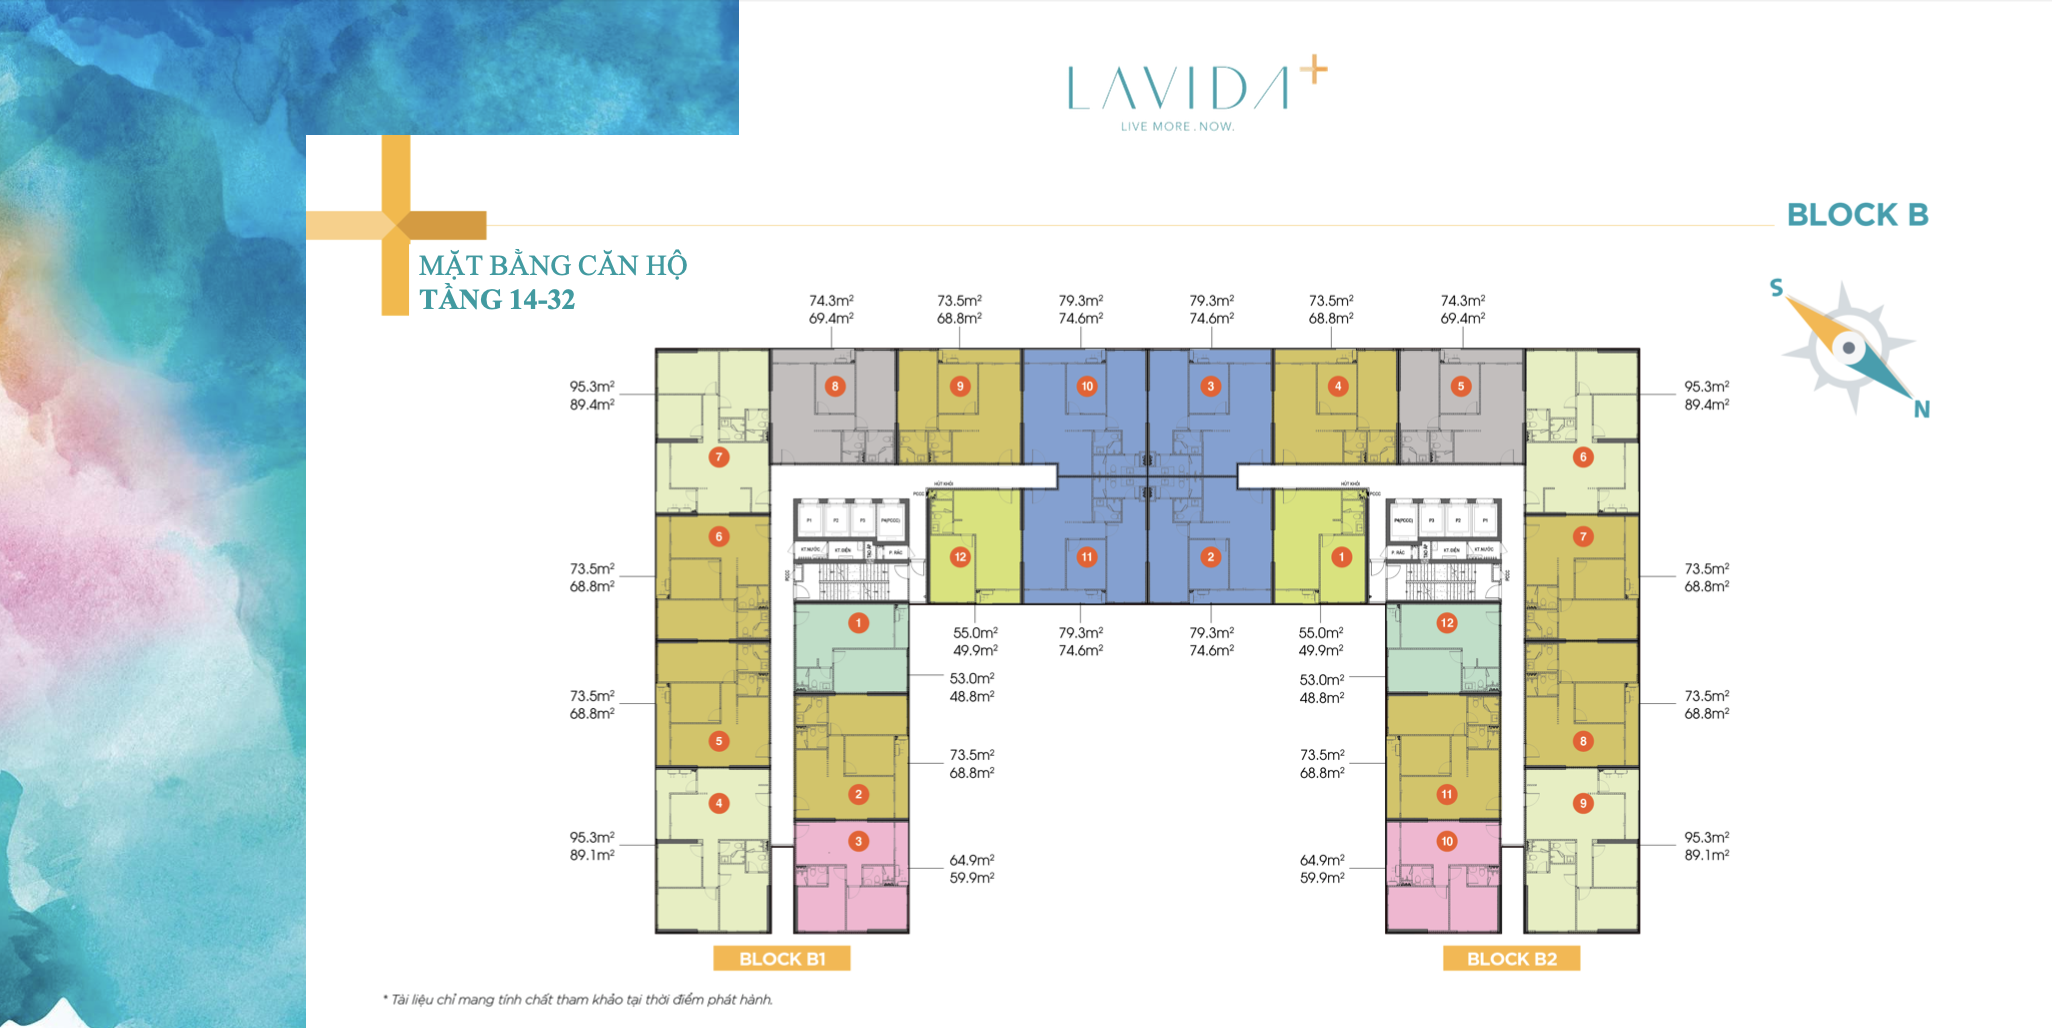 LAVIDA+
LIVE MORE . NOW.
BLOCK B
MẶT BẰNG CĂN HỘ
TẦNG 14-32
S
N
74.3m²
69.4m²
73.5m²
68.8m²
79.3m²
74.6m²
79.3m²
74.6m²
73.5m²
68.8m²
74.3m²
69.4m²
95.3m²
89.4m²
8
9
10
3
4
5
95.3m²
89.4m²
7
6
HÚT KHÓI
PCCC
HÚT KHÓI
PCCC
P1
P2
P3
P4(PCCC)
P4(PCCC)
P3
P2
P1
KT.NƯỚC
KT.ĐIỆN
TẠO ÁP
P. RÁC
P. RÁC
TẠO ÁP
KT.ĐIỆN
KT.NƯỚC
PCCC
PCCC
73.5m²
68.8m²
6
12
11
2
1
7
73.5m²
68.8m²
1
12
55.0m²
49.9m²
79.3m²
74.6m²
79.3m²
74.6m²
55.0m²
49.9m²
53.0m²
48.8m²
53.0m²
48.8m²
73.5m²
68.8m²
5
8
73.5m²
68.8m²
73.5m²
68.8m²
2
11
73.5m²
68.8m²
4
9
95.3m²
89.1m²
3
10
95.3m²
89.1m²
64.9m²
59.9m²
64.9m²
59.9m²
BLOCK B1
BLOCK B2
* Tài liệu chỉ mang tính chất tham khảo tại thời điểm phát hành.